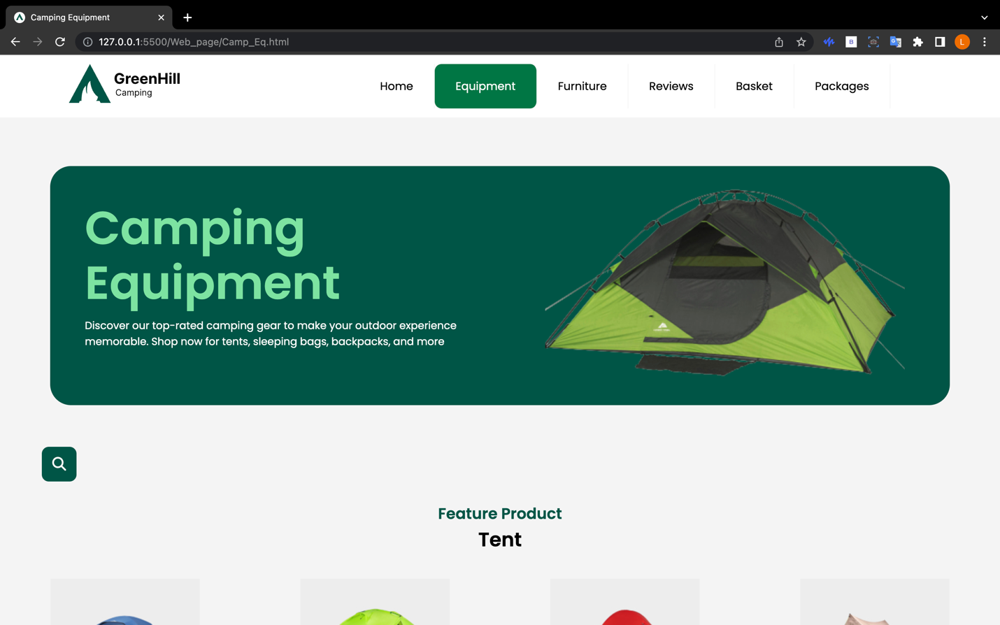 Camping Equipment
127.0.0.1:5500/Web_page/Camp_Eq.html
B
G
L
GreenHill
Camping
Home
Equipment
Furniture
Reviews
Basket
Packages
Camping
Equipment
Discover our top-rated camping gear to make your outdoor experience
memorable. Shop now for tents, sleeping bags, backpacks, and more
Feature Product
Tent